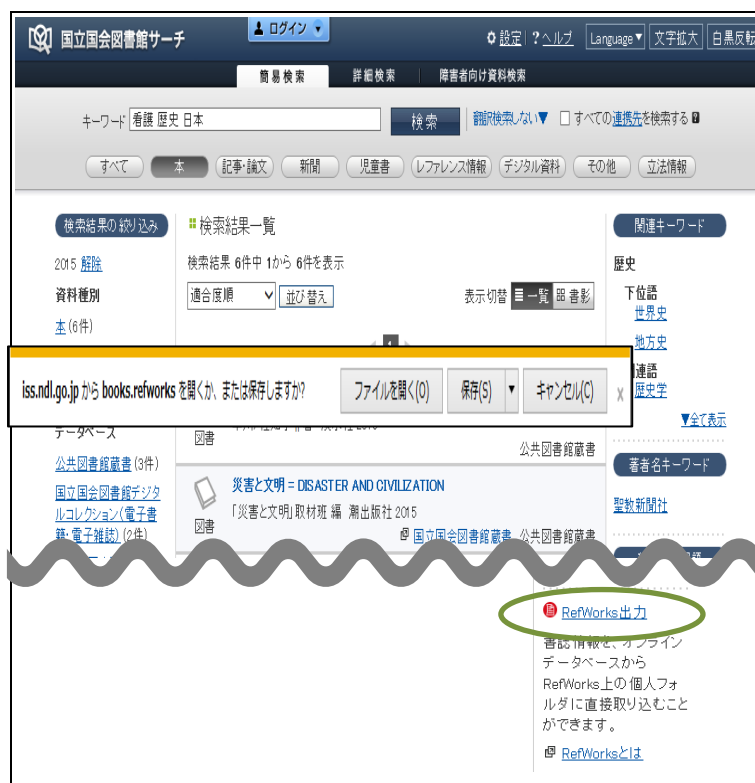 国立国会図書館サーチ
ログイン
設定 | ? ヘルプ Language▼ 文字拡大 白黒反転
簡易検索 詳細検索 障害者向け資料検索
キーワード 看護 歴史 日本 検索 翻訳検索しない▼ すべての連携先を検索する ?
すべて 本 記事・論文 新聞 児童書 レファレンス情報 デジタル資料 その他 立法情報
検索結果の絞り込み
2015 解除
資料種別
本 (6件)
検索結果一覧
検索結果 6件中 1から 6件を表示
適合度順 並び替え 表示切替 一覧 書影
関連キーワード
歴史
下位語
世界史
地方史
iss.ndl.go.jp から books.refworks を開くか、または保存しますか? ファイルを開く(O) 保存(S) ▼ キャンセル(C) ×
連語
歴史学
▼全て表示
データベース
公共図書館蔵書 (3件)
国立国会図書館デジタ
ルコレクション(電子書
籍・電子雑誌) (2件)
図書
公共図書館蔵書
災害と文明 = DISASTER AND CIVILIZATION
「災害と文明」取材班 編 潮出版社 2015
図書
国立国会図書館蔵書 公共図書館蔵書
著者名キーワード
聖教新聞社
RefWorks出力
書誌情報を、オンライン
データベースから
RefWorks上の個人フォ
ルダに直接取り込むこと
ができます。
RefWorksとは